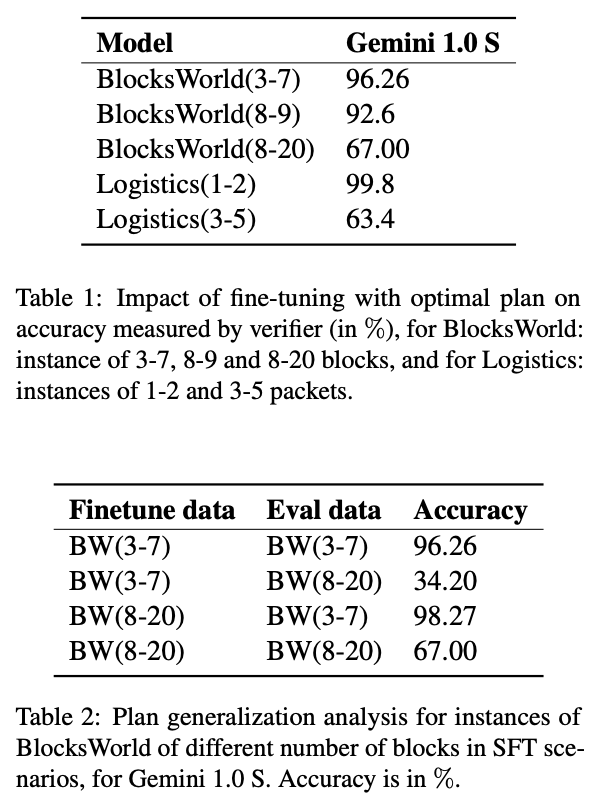 Model Gemini 1.0 S
BlocksWorld(3-7) 96.26
BlocksWorld(8-9) 92.6
BlocksWorld(8-20) 67.00
Logistics(1-2) 99.8
Logistics(3-5) 63.4
Table 1: Impact of fine-tuning with optimal plan on
accuracy measured by verifier (in %), for BlocksWorld:
instance of 3-7, 8-9 and 8-20 blocks, and for Logistics:
instances of 1-2 and 3-5 packets.
Finetune data Eval data Accuracy
BW(3-7) BW(3-7) 96.26
BW(3-7) BW(8-20) 34.20
BW(8-20) BW(3-7) 98.27
BW(8-20) BW(8-20) 67.00
Table 2: Plan generalization analysis for instances of
BlocksWorld of different number of blocks in SFT sce-
narios, for Gemini 1.0 S. Accuracy is in %.